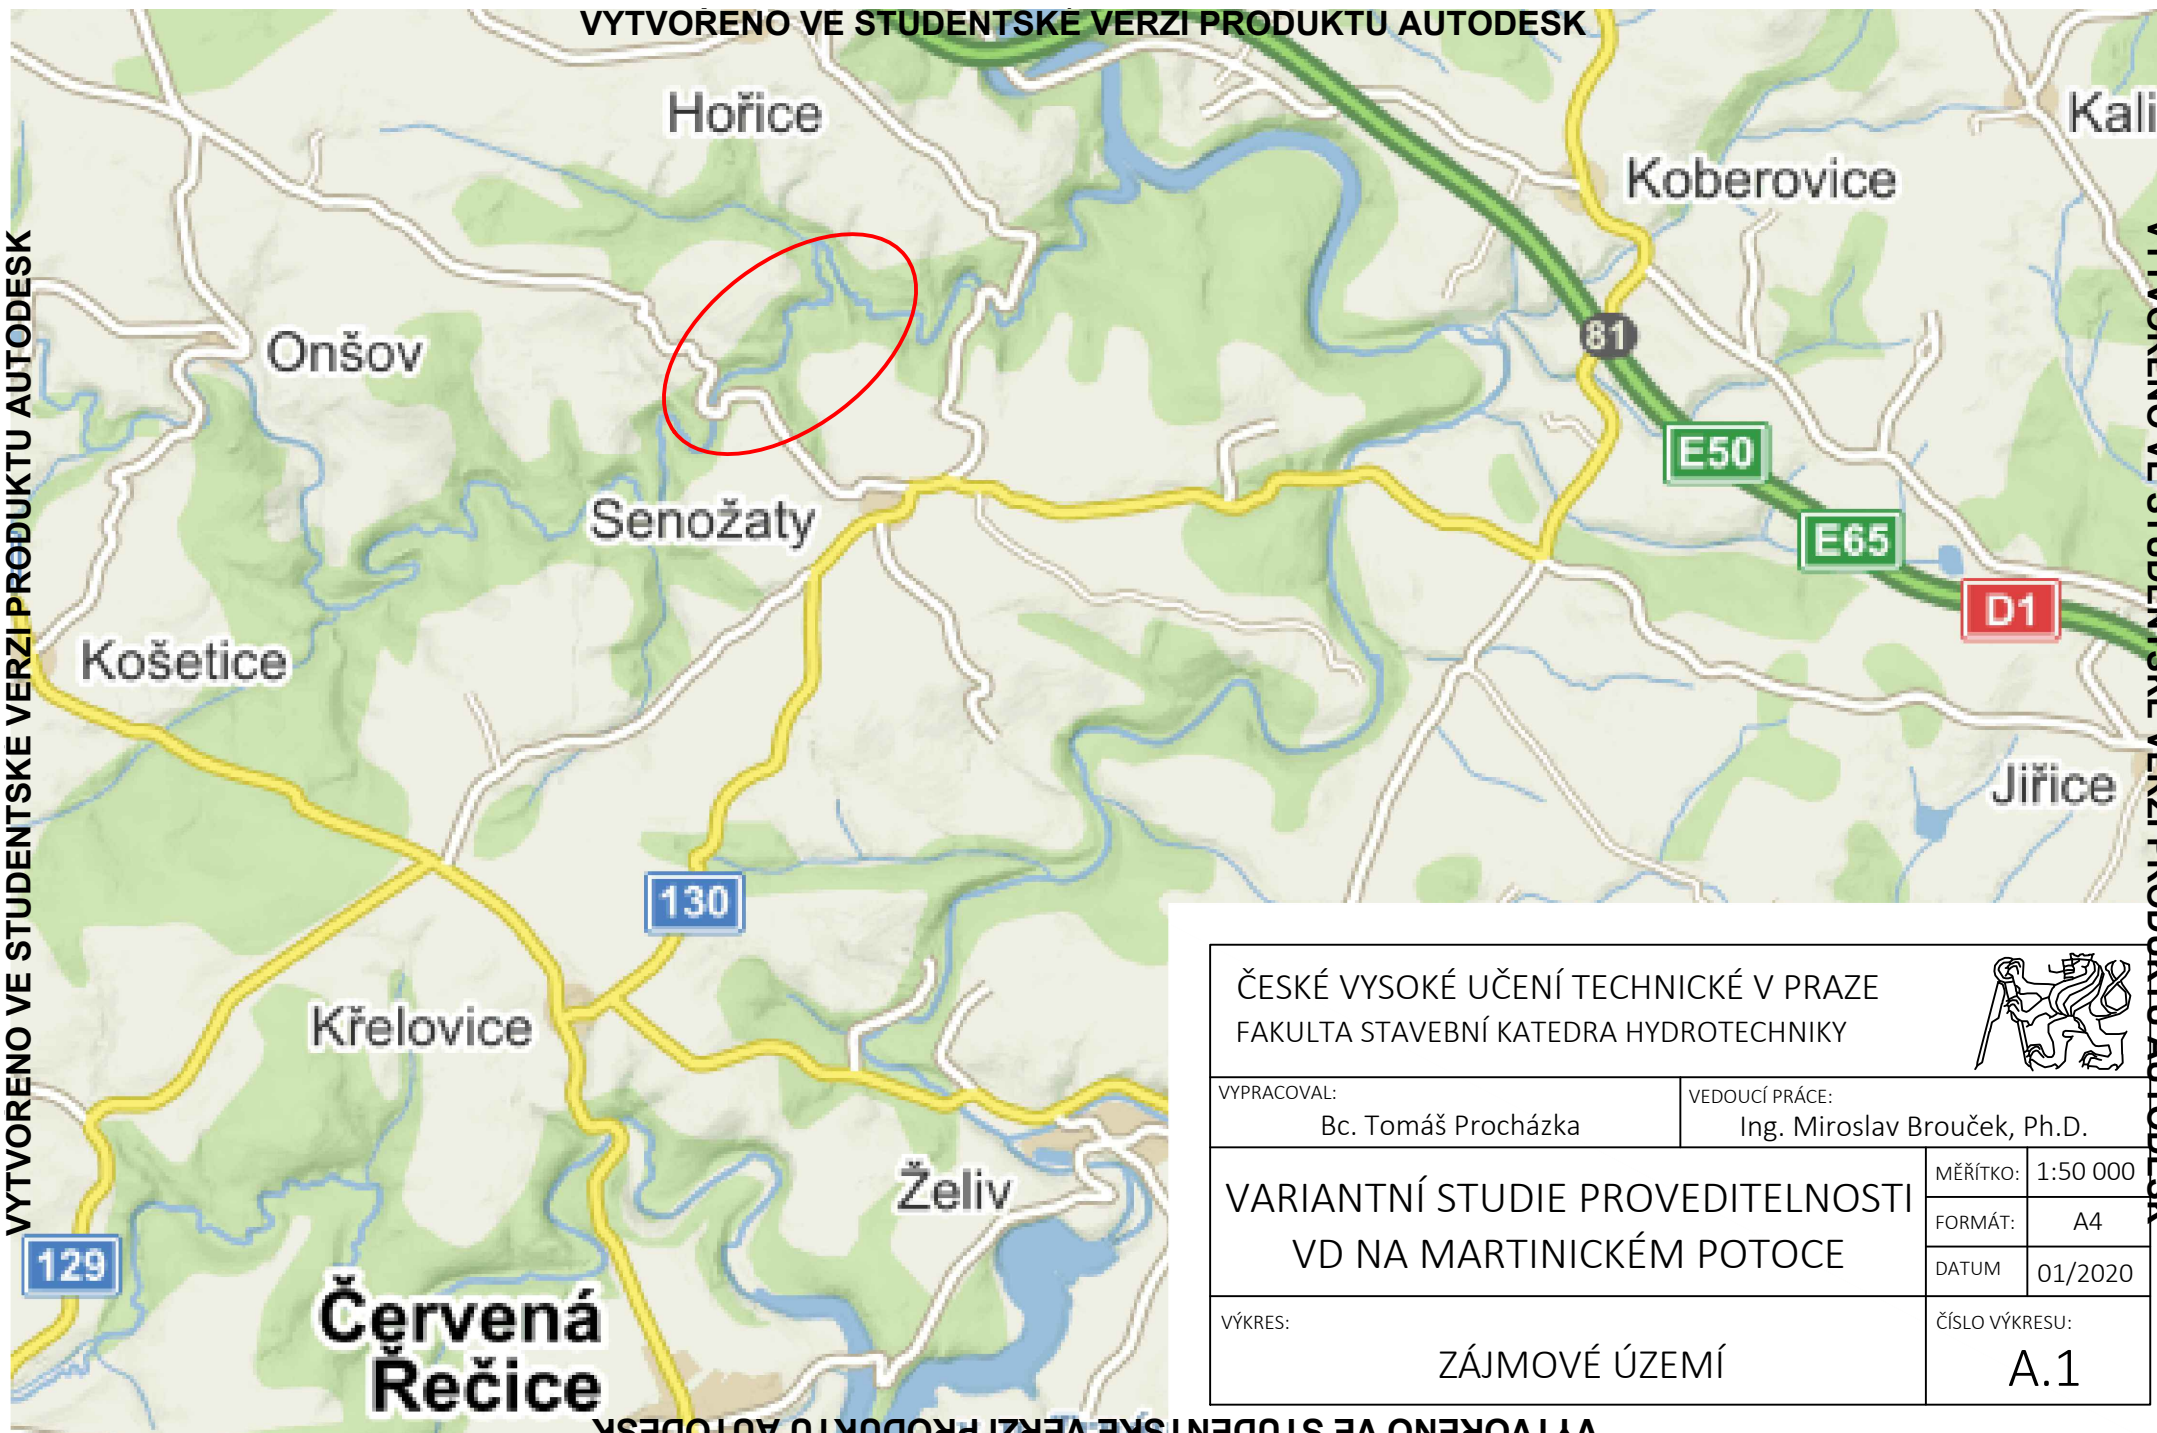 VYTVOŘENO VE STUDENTSKÉ VERZI PRODUKTU AUTODESK
Hořice
Kali
Koberovice
Onšov
81
E50
Senožaty
E65
D1
Košetice
Jiřice
130
Křelovice
Želiv
129
Červená
Řečice
VYTVOŘENO VE STUDENTSKÉ VERZI PRODUKTU AUTODESK
VYTVOŘENO VE STUDENTSKÉ VERZI PRODUKTU AUTODESK
VYTVOŘENO VE STUDENTSKÉ VERZI PRODUKTU AUTODESK
ČESKÉ VYSOKÉ UČENÍ TECHNICKÉ V PRAZE
FAKULTA STAVEBNÍ KATEDRA HYDROTECHNIKY
VYPRACOVAL:
Bc. Tomáš Procházka
VEDOUCÍ PRÁCE:
Ing. Miroslav Brouček, Ph.D.
VARIANTNÍ STUDIE PROVEDITELNOSTI
VD NA MARTINICKÉM POTOCE
MĚŘÍTKO: 1:50 000
FORMÁT: A4
DATUM 01/2020
VÝKRES:
ZÁJMOVÉ ÚZEMÍ
ČÍSLO VÝKRESU:
A.1